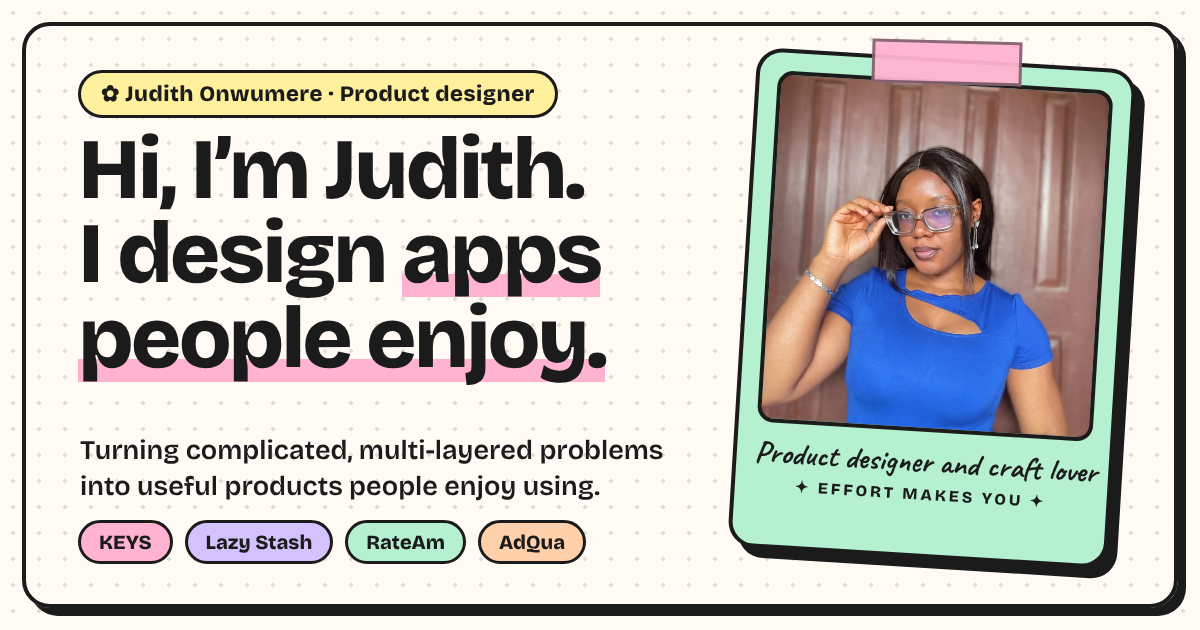 ✿ Judith Onwumere · Product designer
Hi, I’m Judith.
I design apps
people enjoy.
Turning complicated, multi-layered problems
into useful products people enjoy using.
KEYS
Lazy Stash
RateAm
AdQua
Product designer and craft lover
✦ EFFORT MAKES YOU ✦